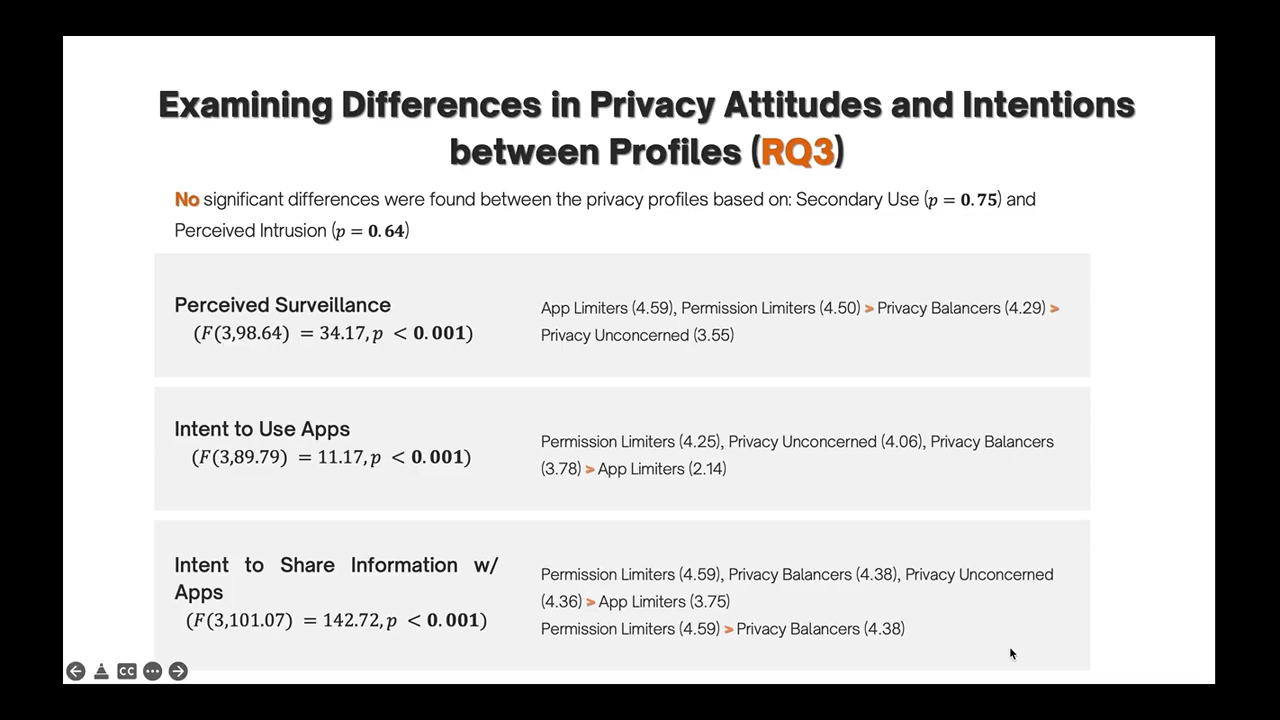 Examining Differences in Privacy Attitudes and Intentions
between Profiles (RQ3)
No significant differences were found between the privacy profiles based on: Secondary Use (p = 0.75) and
Perceived Intrusion (p = 0.64)
Perceived Surveillance
(F(3,98.64) = 34.17, p < 0.001)
App Limiters (4.59), Permission Limiters (4.50) > Privacy Balancers (4.29) >
Privacy Unconcerned (3.55)
Intent to Use Apps
(F(3,89.79) = 11.17, p < 0.001)
Permission Limiters (4.25), Privacy Unconcerned (4.06), Privacy Balancers
(3.78) > App Limiters (2.14)
Intent to Share Information w/
Apps
(F(3,101.07) = 142.72, p < 0.001)
Permission Limiters (4.59), Privacy Balancers (4.38), Privacy Unconcerned
(4.36) > App Limiters (3.75)
Permission Limiters (4.59) > Privacy Balancers (4.38)
CC